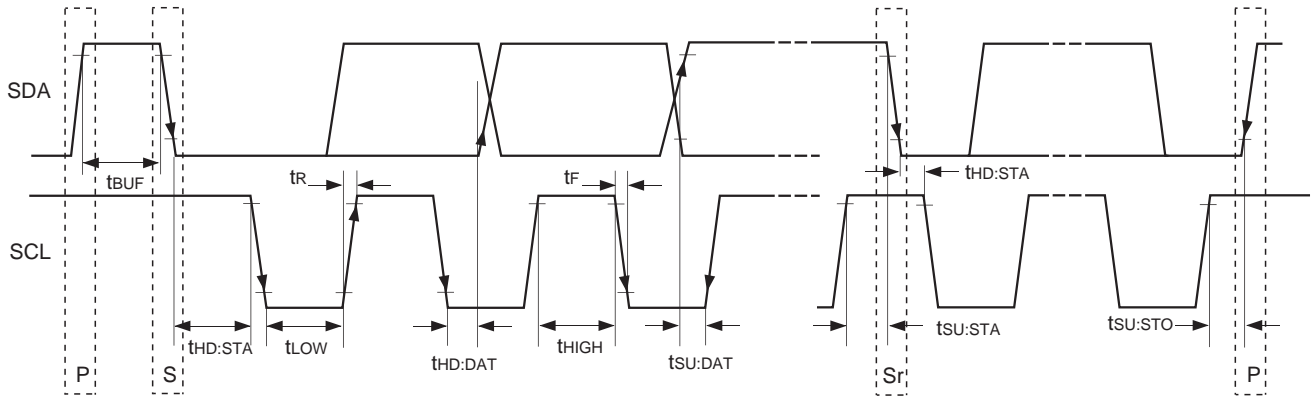 SDA
tBUF
tR
tF
tHD:STA
SCL
tHD:STA
tLOW
tHD:DAT
tHIGH
tSU:DAT
tSU:STA
tSU:STO
P
S
Sr
P